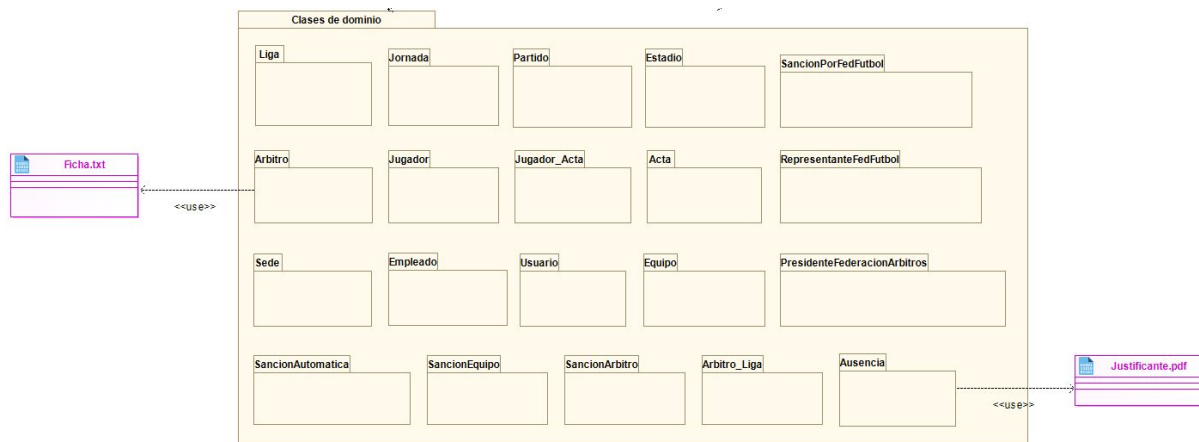 Clases de dominio
Liga
Jornada
Partido
Estadio
SancionPorFedFutbol
Ficha.txt
<<use>>
Arbitro
Jugador
Jugador_Acta
Acta
RepresentanteFedFutbol
Sede
Empleado
Usuario
Equipo
PresidenteFederacionArbitros
SancionAutomatica
SancionEquipo
SancionArbitro
Arbitro_Liga
Ausencia
<<use>>
Justificante.pdf